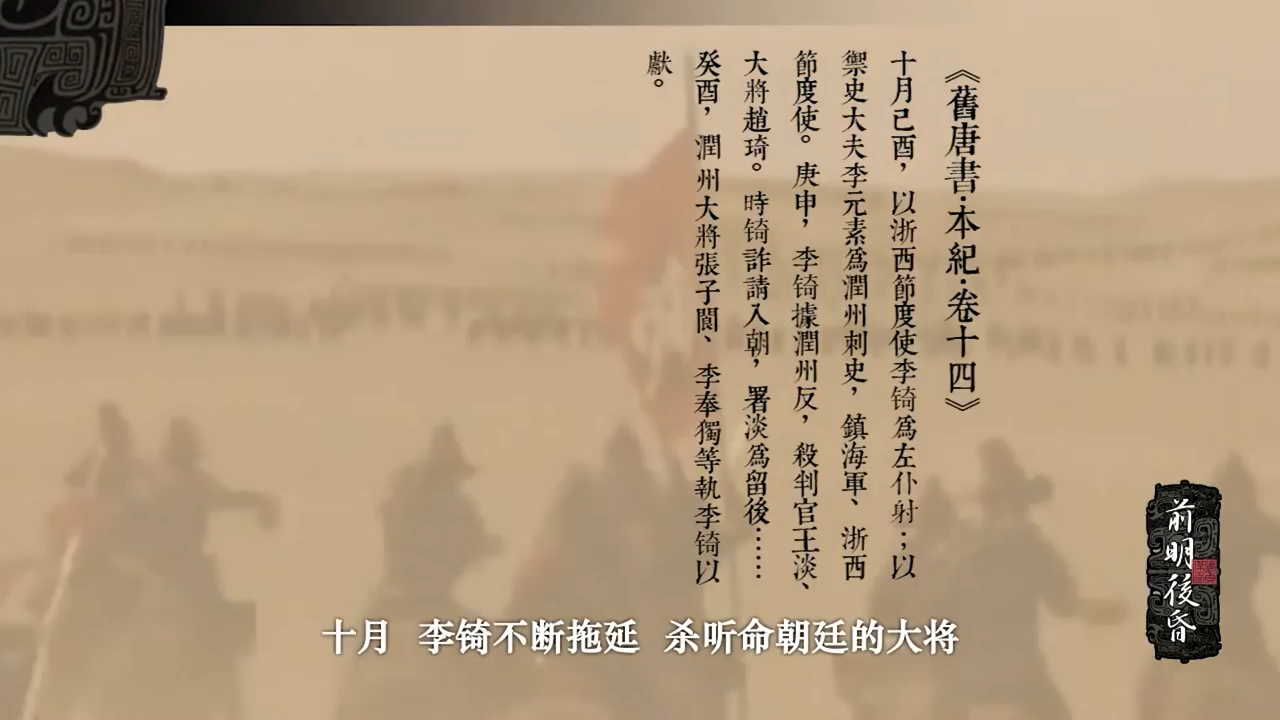 《舊唐書·本紀·卷十四》
十月己酉，以浙西節度使李锜爲左仆射；以
禦史大夫李元素爲潤州刺史，鎮海軍、浙西
節度使。庚申，李锜據潤州反，殺判官王淡、
大將趙琦。時锜詐請入朝，署淡爲留後……
癸酉，潤州大將張子閬、李奉獨等執李锜以
獻。
前明後昏
十月 李锜不断拖延 杀听命朝廷的大将